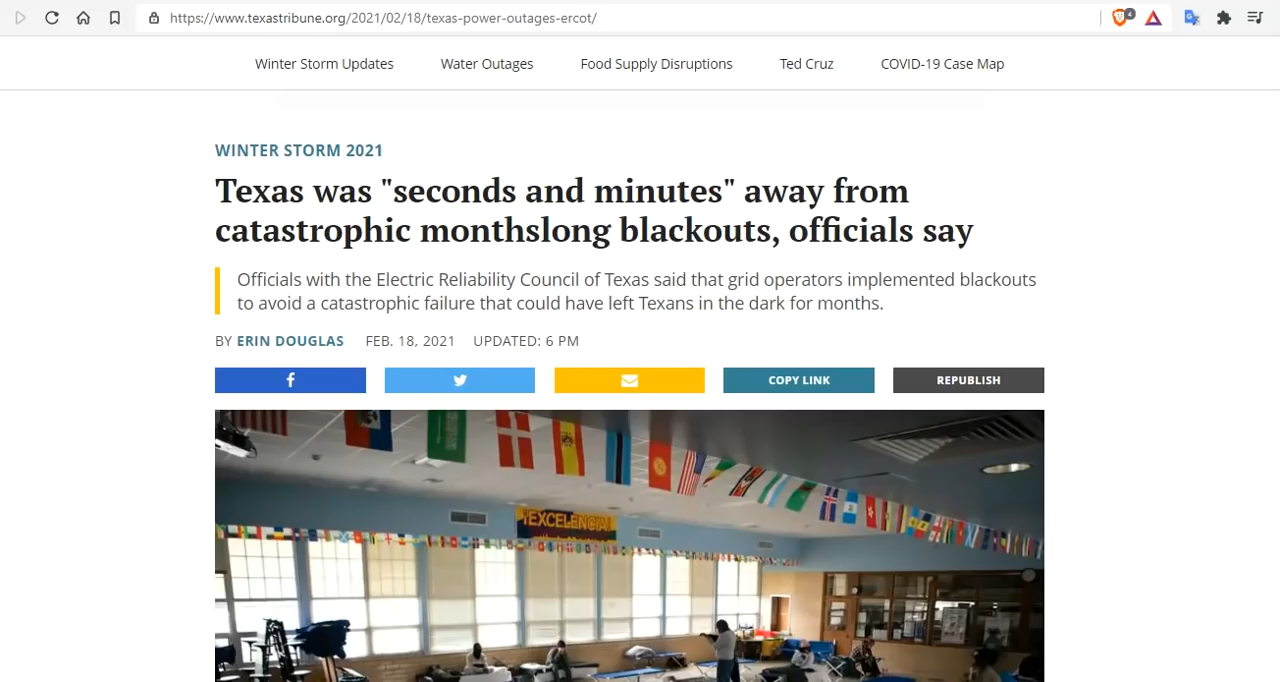 https://www.texastribune.org/2021/02/18/texas-power-outages-ercot/
4
Winter Storm Updates
Water Outages
Food Supply Disruptions
Ted Cruz
COVID-19 Case Map
WINTER STORM 2021
Texas was "seconds and minutes" away from
catastrophic monthslong blackouts, officials say
Officials with the Electric Reliability Council of Texas said that grid operators implemented blackouts
to avoid a catastrophic failure that could have left Texans in the dark for months.
BY ERIN DOUGLAS FEB. 18, 2021 UPDATED: 6 PM
COPY LINK
REPUBLISH
¡EXCELENCIA!